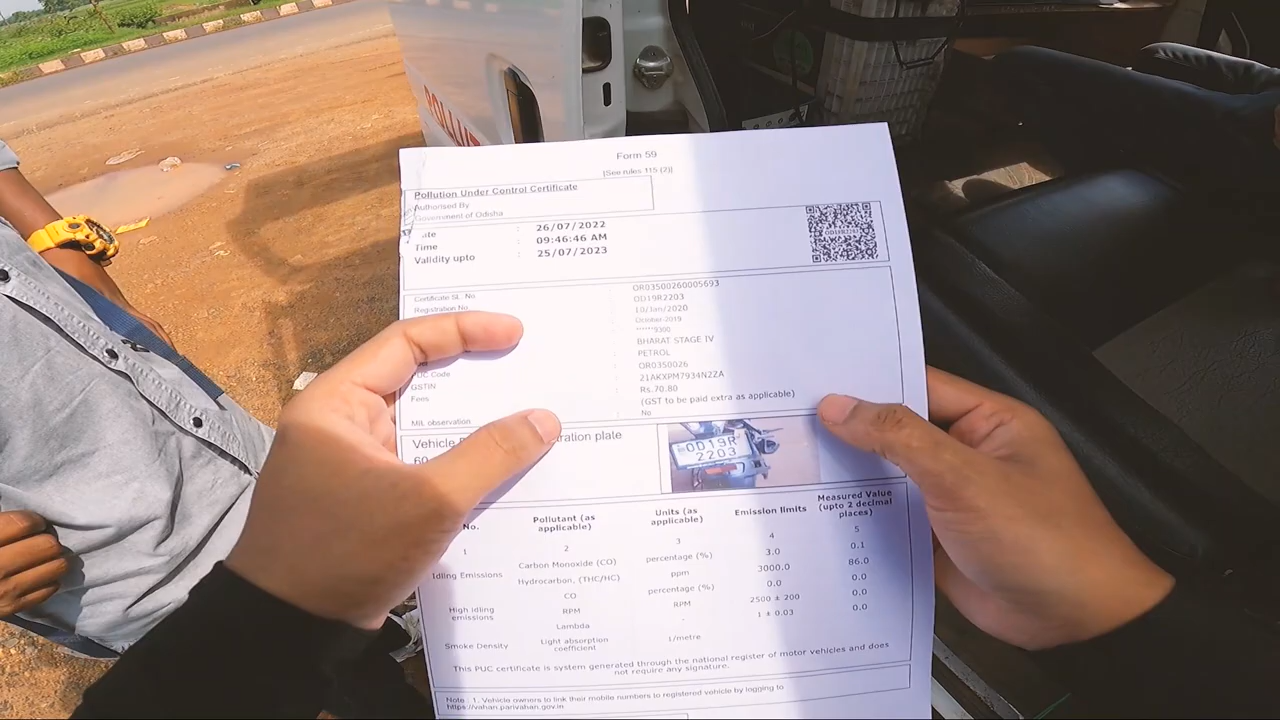 POLLUT
Form 59
[See rules 115 (2)]
Pollution Under Control Certificate
Authorised By
Government of Odisha
Date : 26/07/2022
Time : 09:46:46 AM
Validity upto : 25/07/2023
OD19R2203
Certificate SL. No. : OR03500260005693
Registration No. : OD19R2203
10/Jan/2020
October-2019
******9300
BHARAT STAGE IV
PETROL
PUC Code : OR0350026
GSTIN : 21AKXPM7934N2ZA
Fees : Rs.70.80
(GST to be paid extra as applicable)
MIL observation : No
Vehicle
tration plate
60
OD19R
2203
No. Pollutant (as applicable) Units (as applicable) Emission limits Measured Value (upto 2 decimal places)
1 2 3 4 5
Idling Emissions Carbon Monoxide (CO) percentage (%) 3.0 0.1
Hydrocarbon, (THC/HC) ppm 3000.0 86.0
High idling emissions CO percentage (%) 0.0 0.0
RPM RPM 2500 ± 200 0.0
Lambda - 1 ± 0.03 0.0
Smoke Density Light absorption coefficient 1/metre
This PUC certificate is system generated through the national register of motor vehicles and does
not require any signature.
Note : 1. Vehicle owners to link their mobile numbers to registered vehicle by logging to
https://vahan.parivahan.gov.in